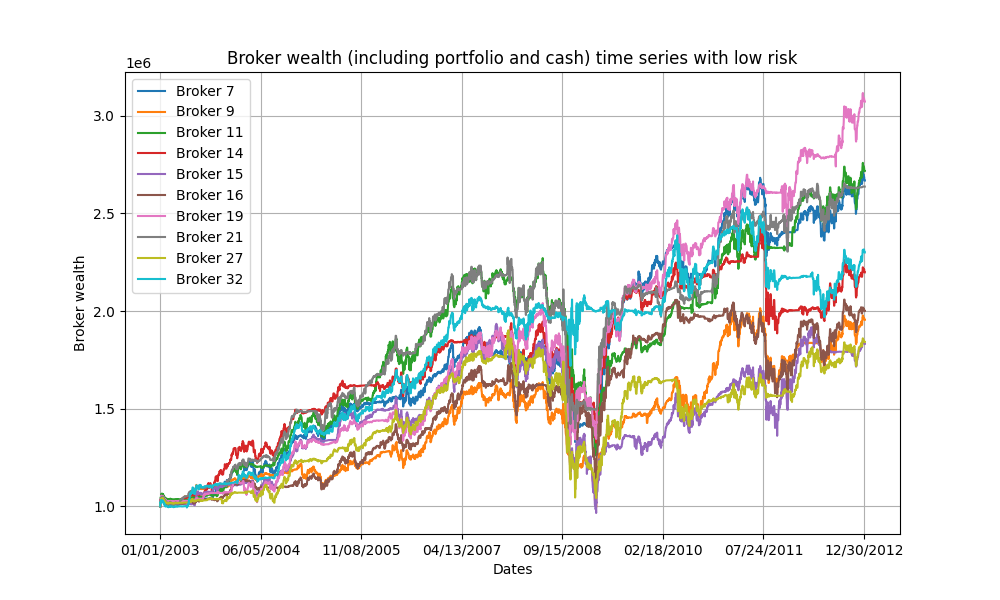 Broker wealth (including portfolio and cash) time series with low risk
1e6
Broker 7
Broker 9
Broker 11
Broker 14
Broker 15
Broker 16
Broker 19
Broker 21
Broker 27
Broker 32
3.0
2.5
2.0
1.5
1.0
Broker wealth
01/01/2003 06/05/2004 11/08/2005 04/13/2007 09/15/2008 02/18/2010 07/24/2011 12/30/2012
Dates